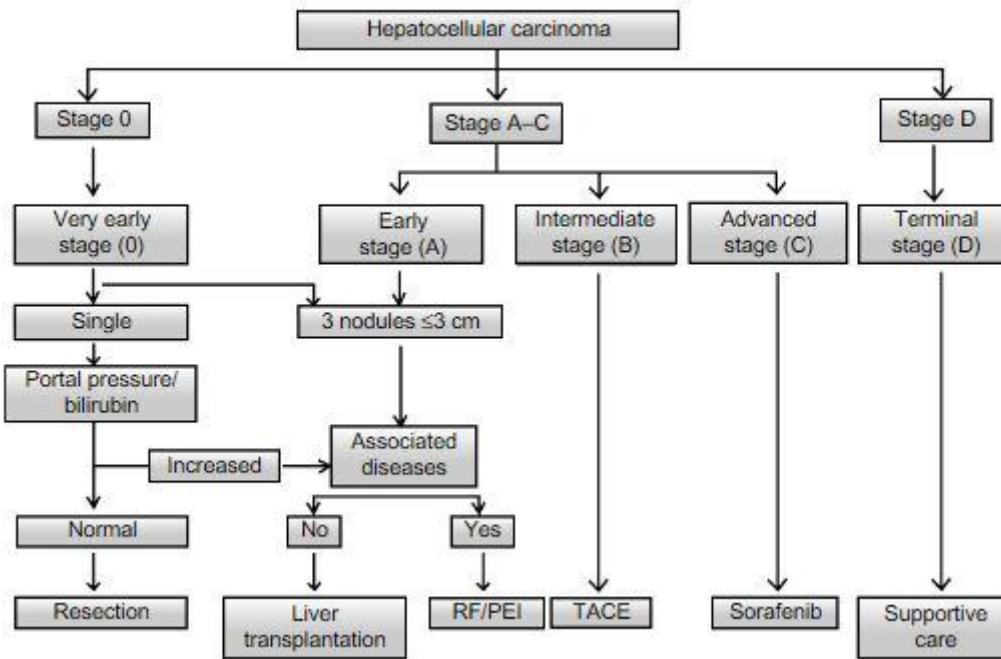 Hepatocellular carcinoma
Stage 0
Stage A–C
Stage D
Very early
stage (0)
Early
stage (A)
Intermediate
stage (B)
Advanced
stage (C)
Terminal
stage (D)
Single
3 nodules ≤3 cm
Portal pressure/
bilirubin
Increased
Associated
diseases
Normal
No
Yes
Resection
Liver
transplantation
RF/PEI
TACE
Sorafenib
Supportive
care